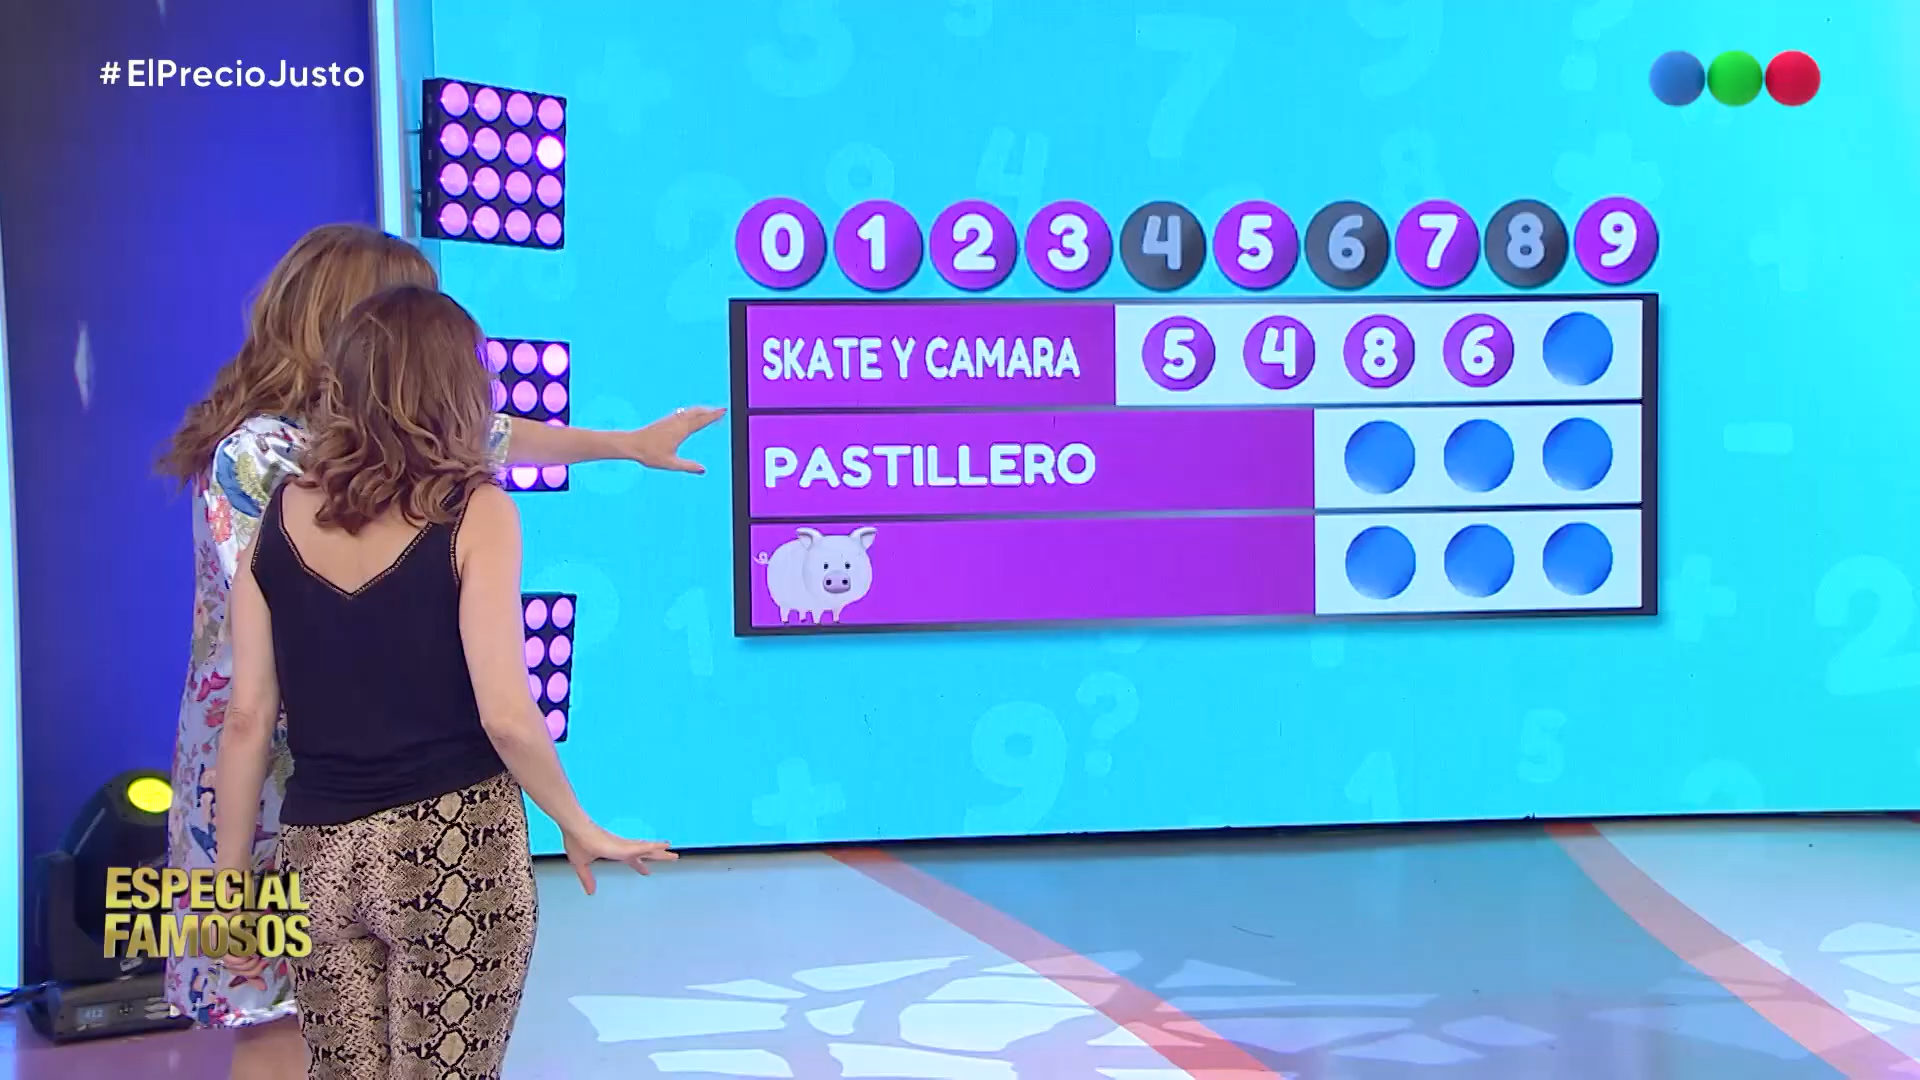 #ElPrecioJusto
0 1 2 3 4 5 6 7 8 9
SKATE Y CAMARA 5 4 8 6
PASTILLERO
ESPECIAL
FAMOSOS